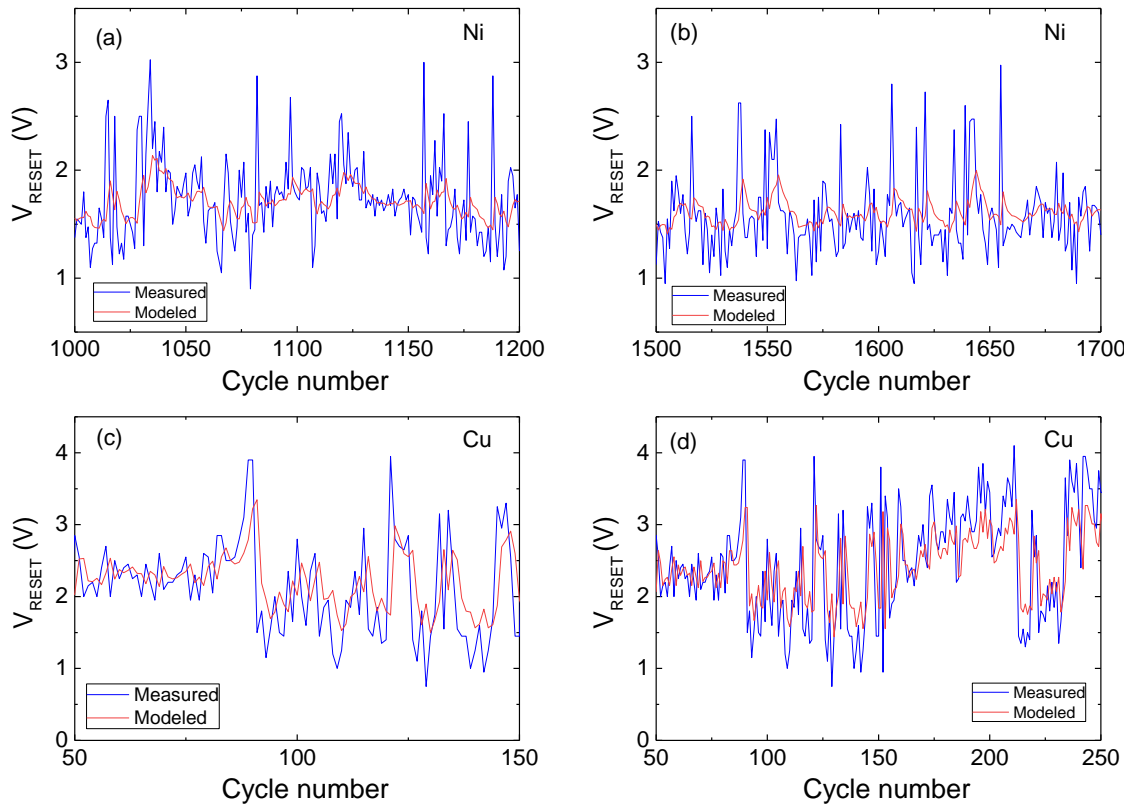 (a)
Ni
3
2
1
V_RESET (V)
Measured
Modeled
1000
1050
1100
1150
1200
Cycle number
(b)
Ni
3
2
1
V_RESET (V)
Measured
Modeled
1500
1550
1600
1650
1700
Cycle number
(c)
Cu
4
3
2
1
0
V_RESET (V)
Measured
Modeled
50
100
150
Cycle number
(d)
Cu
4
3
2
1
0
V_RESET (V)
Measured
Modeled
50
100
150
200
250
Cycle number